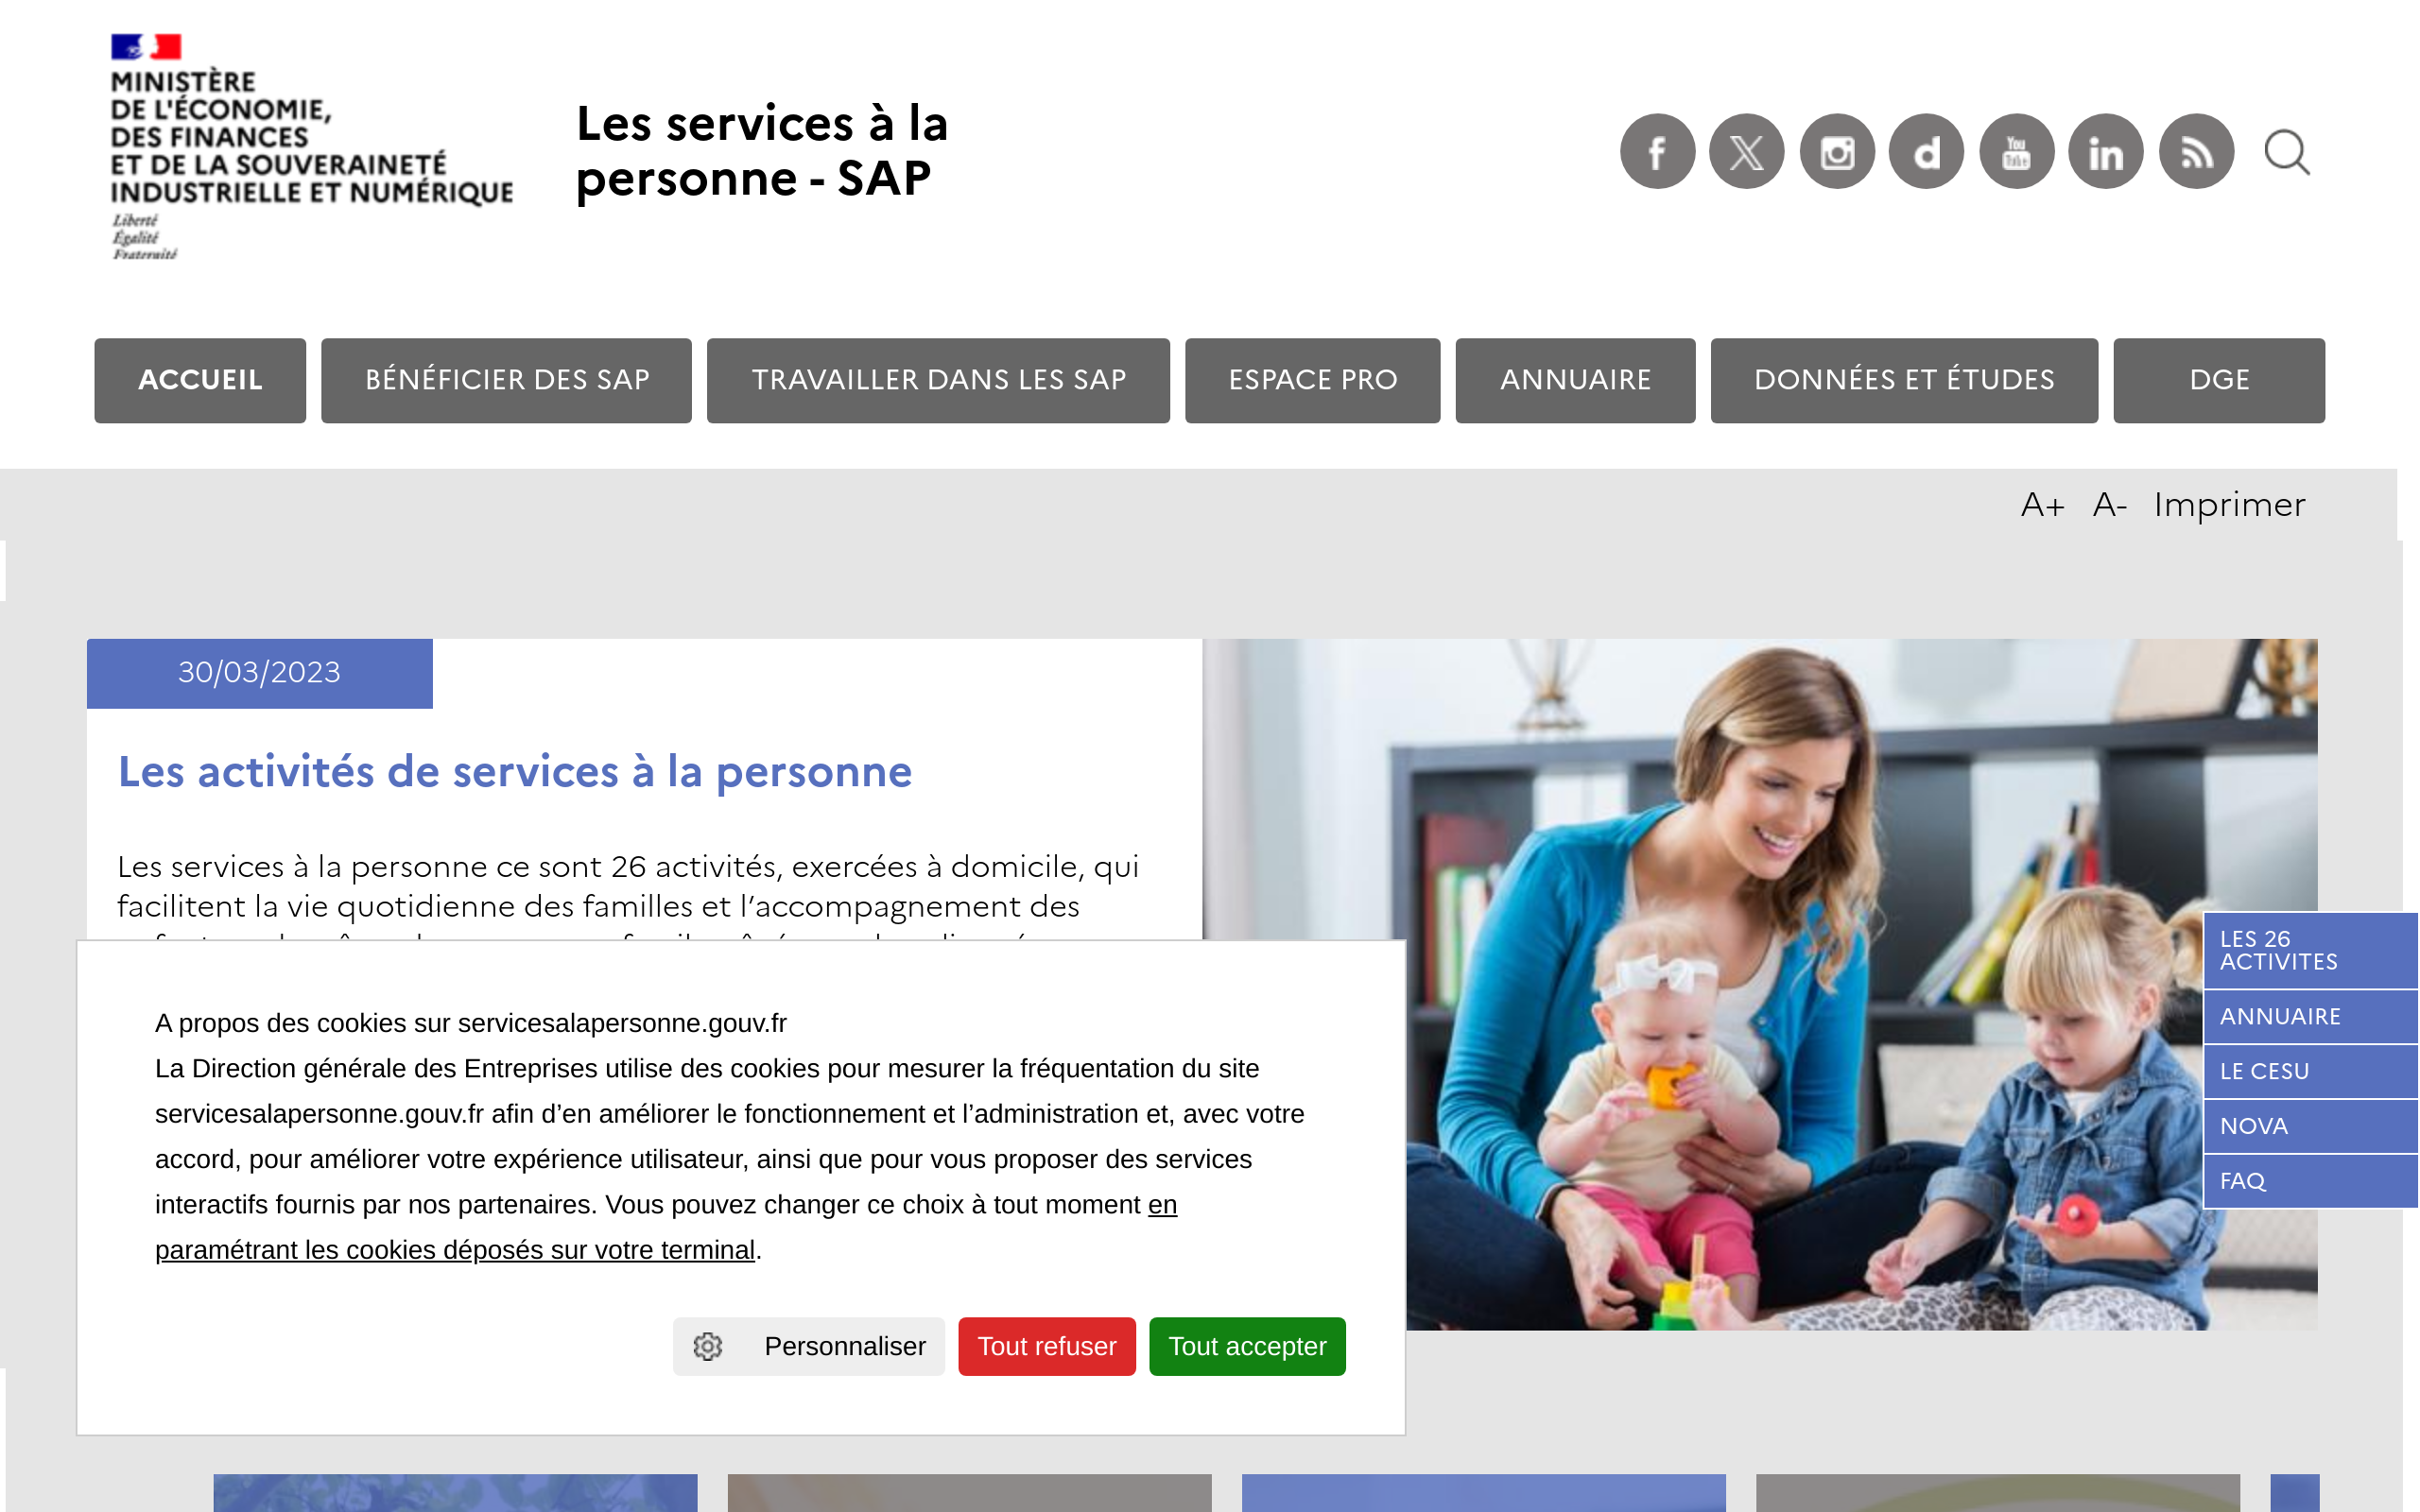 MINISTÈRE
DE L'ÉCONOMIE,
DES FINANCES
ET DE LA SOUVERAINETÉ
INDUSTRIELLE ET NUMÉRIQUE
Liberté
Égalité
Fraternité
Les services à la
personne - SAP
ACCUEIL
BÉNÉFICIER DES SAP
TRAVAILLER DANS LES SAP
ESPACE PRO
ANNUAIRE
DONNÉES ET ÉTUDES
DGE
A+ A- Imprimer
30/03/2023
Les activités de services à la personne
Les services à la personne ce sont 26 activités, exercées à domicile, qui
facilitent la vie quotidienne des familles et l’accompagnement des
A propos des cookies sur servicesalapersonne.gouv.fr
La Direction générale des Entreprises utilise des cookies pour mesurer la fréquentation du site
servicesalapersonne.gouv.fr afin d’en améliorer le fonctionnement et l’administration et, avec votre
accord, pour améliorer votre expérience utilisateur, ainsi que pour vous proposer des services
interactifs fournis par nos partenaires. Vous pouvez changer ce choix à tout moment en
paramétrant les cookies déposés sur votre terminal.
Personnaliser
Tout refuser
Tout accepter
LES 26
ACTIVITES
ANNUAIRE
LE CESU
NOVA
FAQ